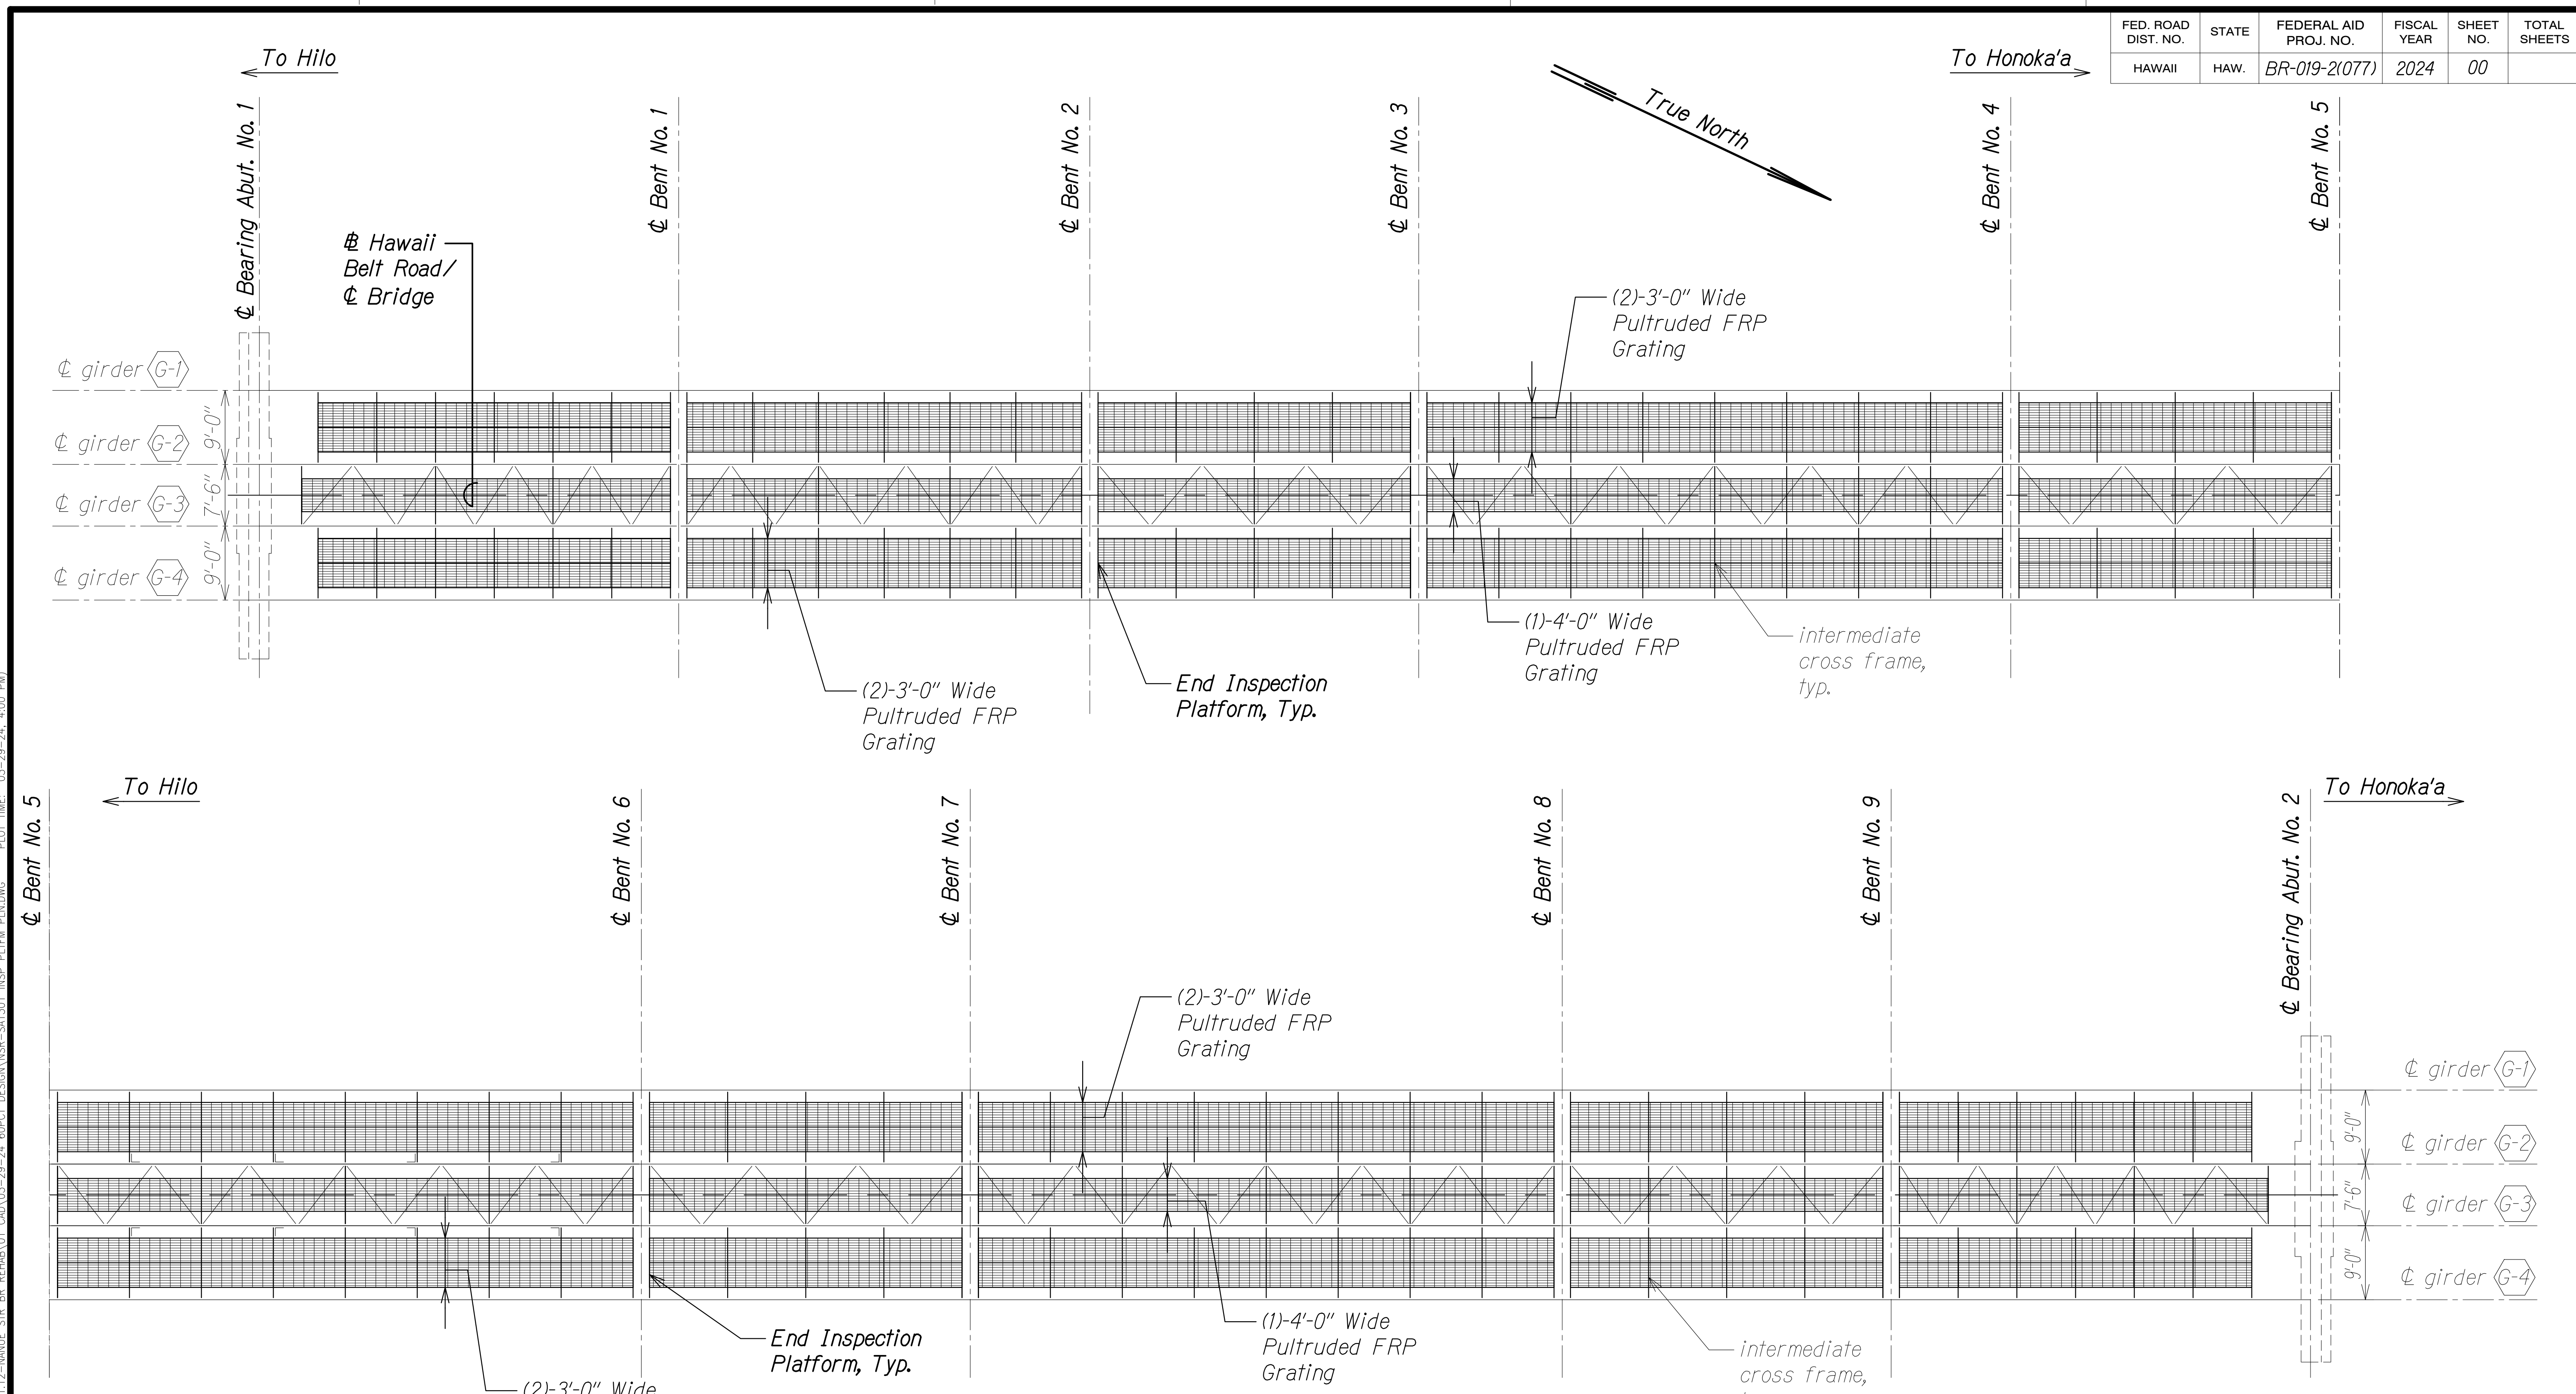 FED. ROAD DIST. NO.
STATE
FEDERAL AID PROJ. NO.
FISCAL YEAR
SHEET NO.
TOTAL SHEETS
HAWAII
HAW.
BR-019-2(077)
2024
00
To Hilo
To Honoka'a
True North
℄ Bearing Abut. No. 1
℄ Bent No. 1
℄ Bent No. 2
℄ Bent No. 3
℄ Bent No. 4
℄ Bent No. 5
B̵L Hawaii
Belt Road/
℄ Bridge
(2)-3'-0" Wide
Pultruded FRP
Grating
℄ girder G-1
℄ girder G-2
℄ girder G-3
℄ girder G-4
9'-0"
7'-6"
9'-0"
(2)-3'-0" Wide
Pultruded FRP
Grating
End Inspection
Platform, Typ.
(1)-4'-0" Wide
Pultruded FRP
Grating
intermediate
cross frame,
typ.
To Hilo
To Honoka'a
℄ Bent No. 5
℄ Bent No. 6
℄ Bent No. 7
℄ Bent No. 8
℄ Bent No. 9
℄ Bearing Abut. No. 2
(2)-3'-0" Wide
Pultruded FRP
Grating
℄ girder G-1
℄ girder G-2
℄ girder G-3
℄ girder G-4
9'-0"
7'-6"
9'-0"
End Inspection
Platform, Typ.
(2)-3'-0" Wide
(1)-4'-0" Wide
Pultruded FRP
Grating
intermediate
cross frame,